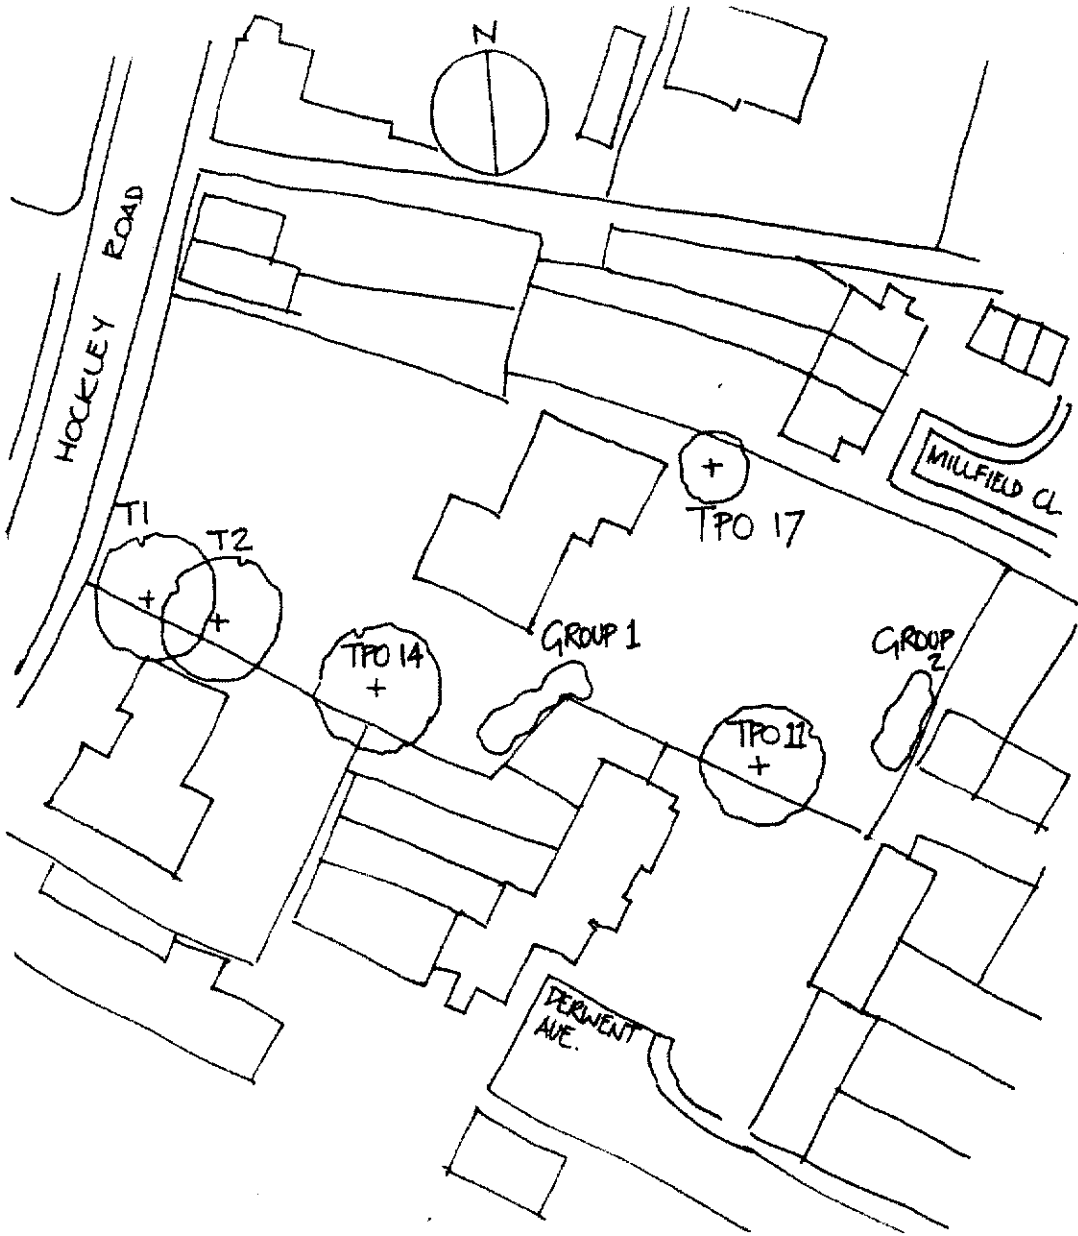 N
HOCKLEY ROAD
MILLFIELD CL.
T1
T2
TPO 17
TPO 14
GROUP 1
GROUP
2
TPO 11
DERWENT
AVE.